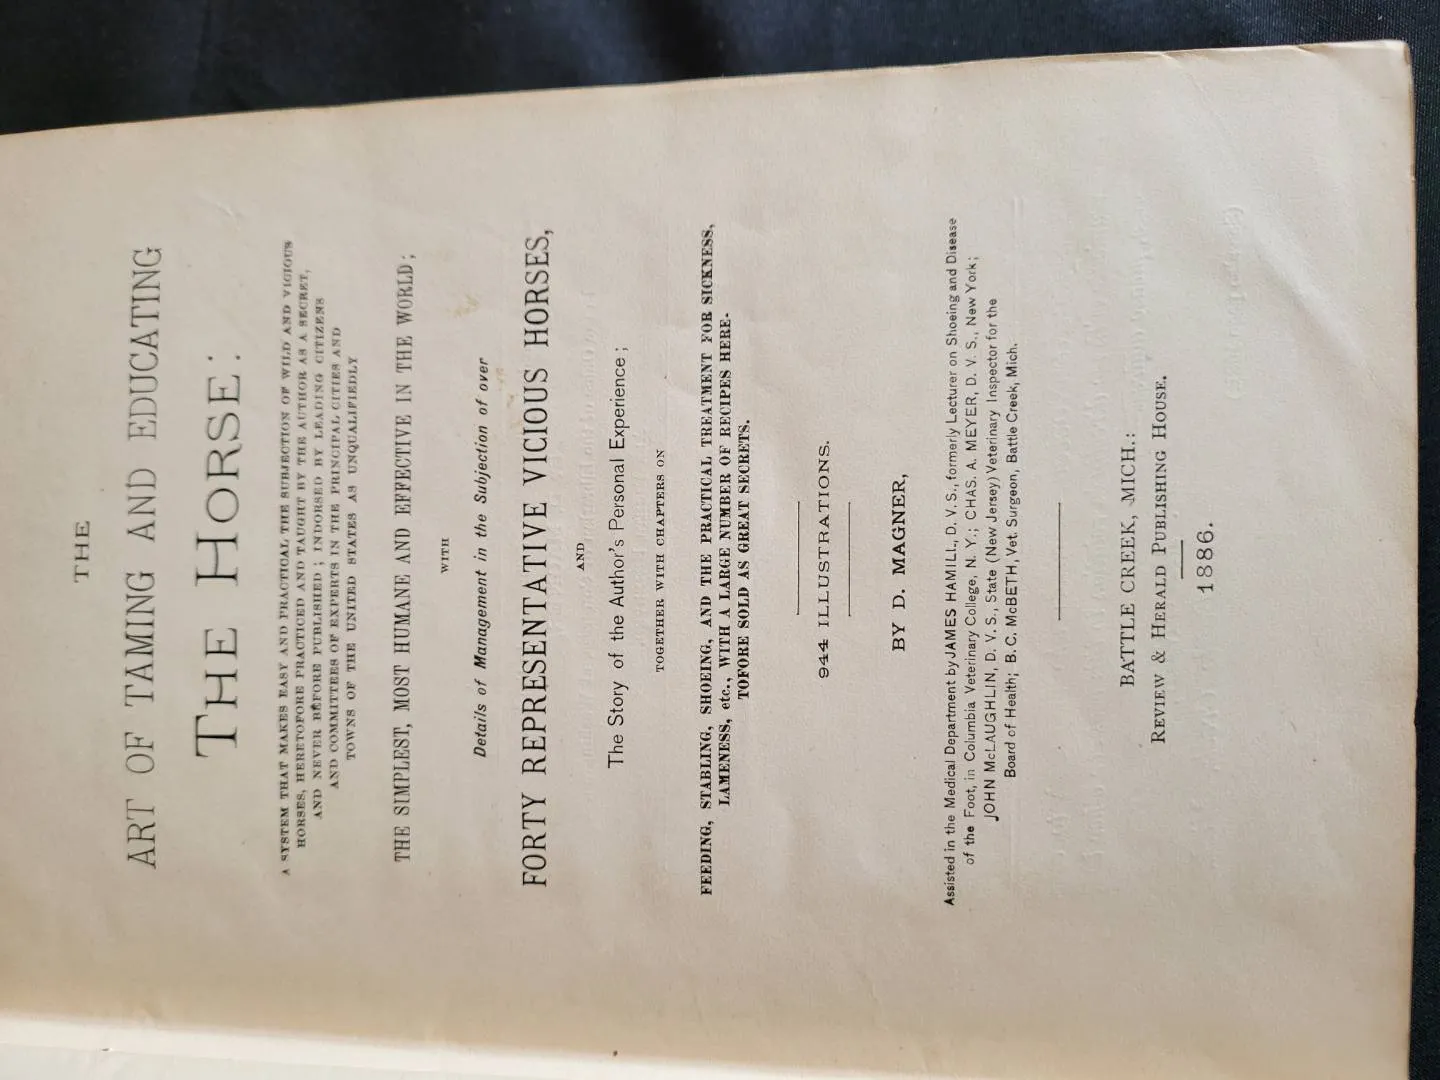 THE
ART OF TAMING AND EDUCATING
THE HORSE:
A SYSTEM THAT MAKES EASY AND PRACTICAL THE SUBJECTION OF WILD AND VICIOUS
HORSES, HERETOFORE PRACTICED AND TAUGHT BY THE AUTHOR AS A SECRET,
AND NEVER BEFORE PUBLISHED; INDORSED BY LEADING CITIZENS
AND COMMITTEES OF EXPERTS IN THE PRINCIPAL CITIES AND
TOWNS OF THE UNITED STATES AS UNQUALIFIEDLY
THE SIMPLEST, MOST HUMANE AND EFFECTIVE IN THE WORLD;
WITH
Details of Management in the Subjection of over
FORTY REPRESENTATIVE VICIOUS HORSES,
AND
The Story of the Author's Personal Experience;
TOGETHER WITH CHAPTERS ON
FEEDING, STABLING, SHOEING, AND THE PRACTICAL TREATMENT FOR SICKNESS,
LAMENESS, etc., WITH A LARGE NUMBER OF RECIPES HERE-
TOFORE SOLD AS GREAT SECRETS.
944 ILLUSTRATIONS.
BY D. MAGNER,
Assisted in the Medical Department by JAMES HAMILL, D. V. S., formerly Lecturer on Shoeing and Disease
of the Foot, in Columbia Veterinary College, N. Y.; CHAS. A. MEYER, D. V. S., New York;
JOHN McLAUGHLIN, D. V. S., State (New Jersey) Veterinary Inspector for the
Board of Health; B. C. McBETH, Vet. Surgeon, Battle Creek, Mich.
BATTLE CREEK, MICH.:
REVIEW & HERALD PUBLISHING HOUSE.
1886.